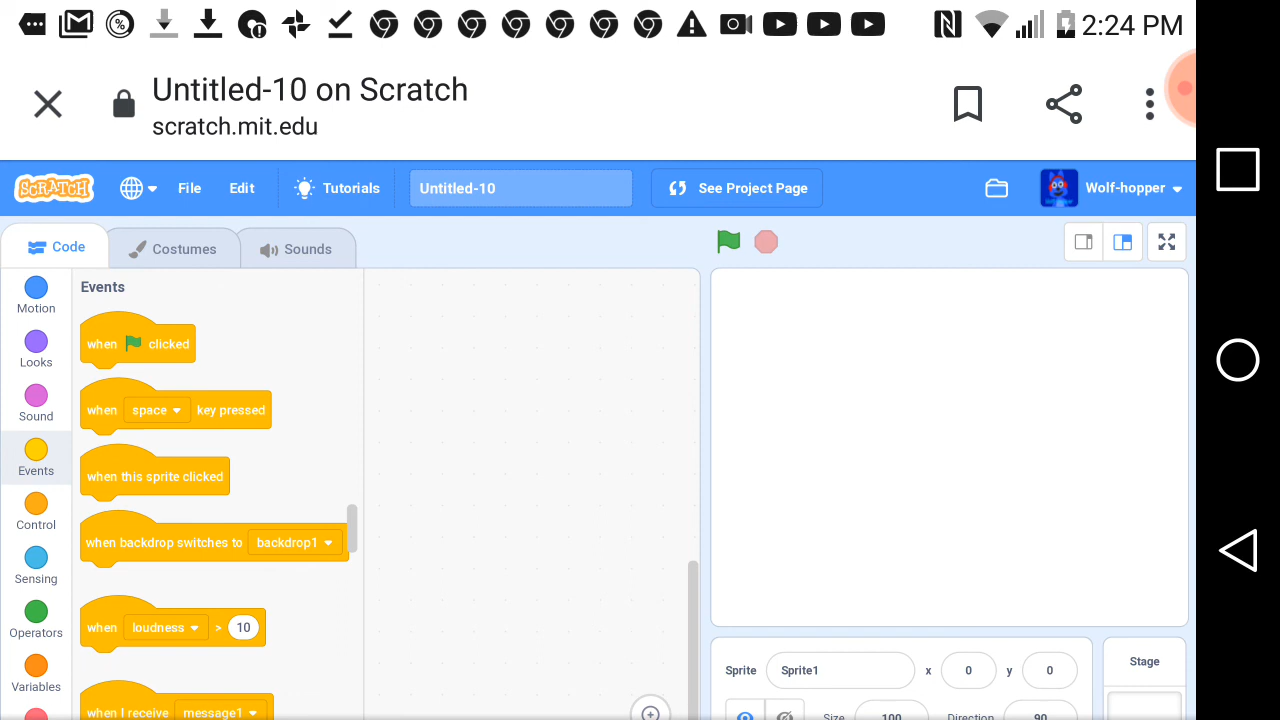 2:24 PM
Untitled-10 on Scratch
scratch.mit.edu
SCRATCH File Edit Tutorials Untitled-10 See Project Page Wolf-hopper
Code Costumes Sounds
Motion
Looks
Sound
Events
Control
Sensing
Operators
Variables
Events
when clicked
when space key pressed
when this sprite clicked
when backdrop switches to backdrop1
when loudness > 10
when I receive message1
Sprite Sprite1 x 0 y 0
Size 100 Direction 90
Stage